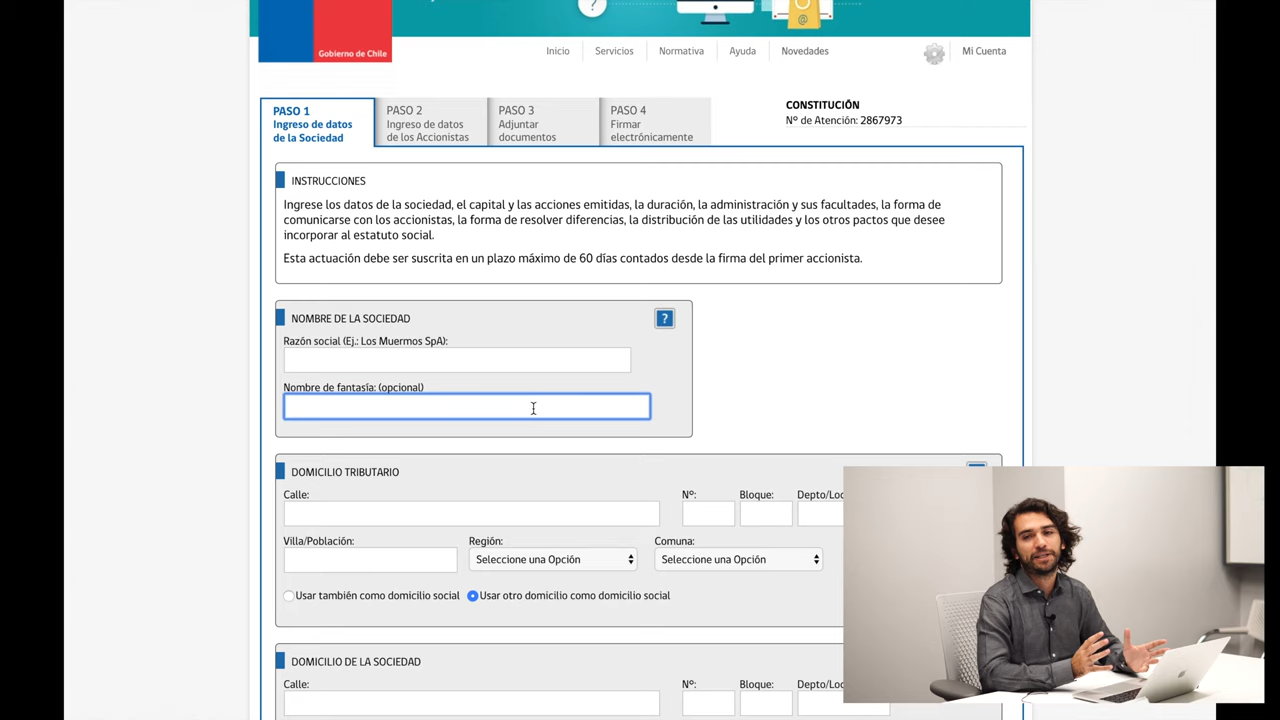 ?
@
Gobierno de Chile
Inicio
Servicios
Normativa
Ayuda
Novedades
Mi Cuenta
PASO 1
Ingreso de datos
de la Sociedad
PASO 2
Ingreso de datos
de los Accionistas
PASO 3
Adjuntar
documentos
PASO 4
Firmar
electrónicamente
CONSTITUCIÓN
Nº de Atención: 2867973
INSTRUCCIONES
Ingrese los datos de la sociedad, el capital y las acciones emitidas, la duración, la administración y sus facultades, la forma de
comunicarse con los accionistas, la forma de resolver diferencias, la distribución de las utilidades y los otros pactos que desee
incorporar al estatuto social.
Esta actuación debe ser suscrita en un plazo máximo de 60 días contados desde la firma del primer accionista.
NOMBRE DE LA SOCIEDAD
?
Razón social (Ej.: Los Muermos SpA):
Nombre de fantasía: (opcional)
DOMICILIO TRIBUTARIO
Calle:
Nº:
Bloque:
Depto/Loc
Villa/Población:
Región:
Comuna:
Seleccione una Opción
Seleccione una Opción
Usar también como domicilio social
Usar otro domicilio como domicilio social
DOMICILIO DE LA SOCIEDAD
Calle:
Nº:
Bloque:
Depto/Loc